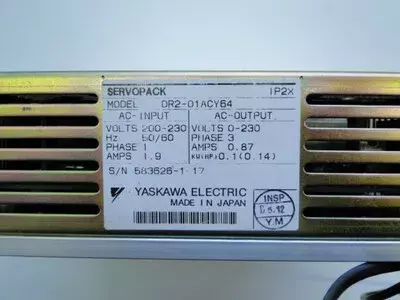 SERVOPACK IP2X
MODEL DR2-01ACY64
AC-INPUT AC-OUTPUT
VOLTS 200-230 VOLTS 0-230
Hz 50/60 PHASE 3
PHASE 1 AMPS 0.87
AMPS 1.9 KW(HP) 0.1(0.14)
S/N 583626-1-17
YASKAWA ELECTRIC
MADE IN JAPAN
INSP
Y.M